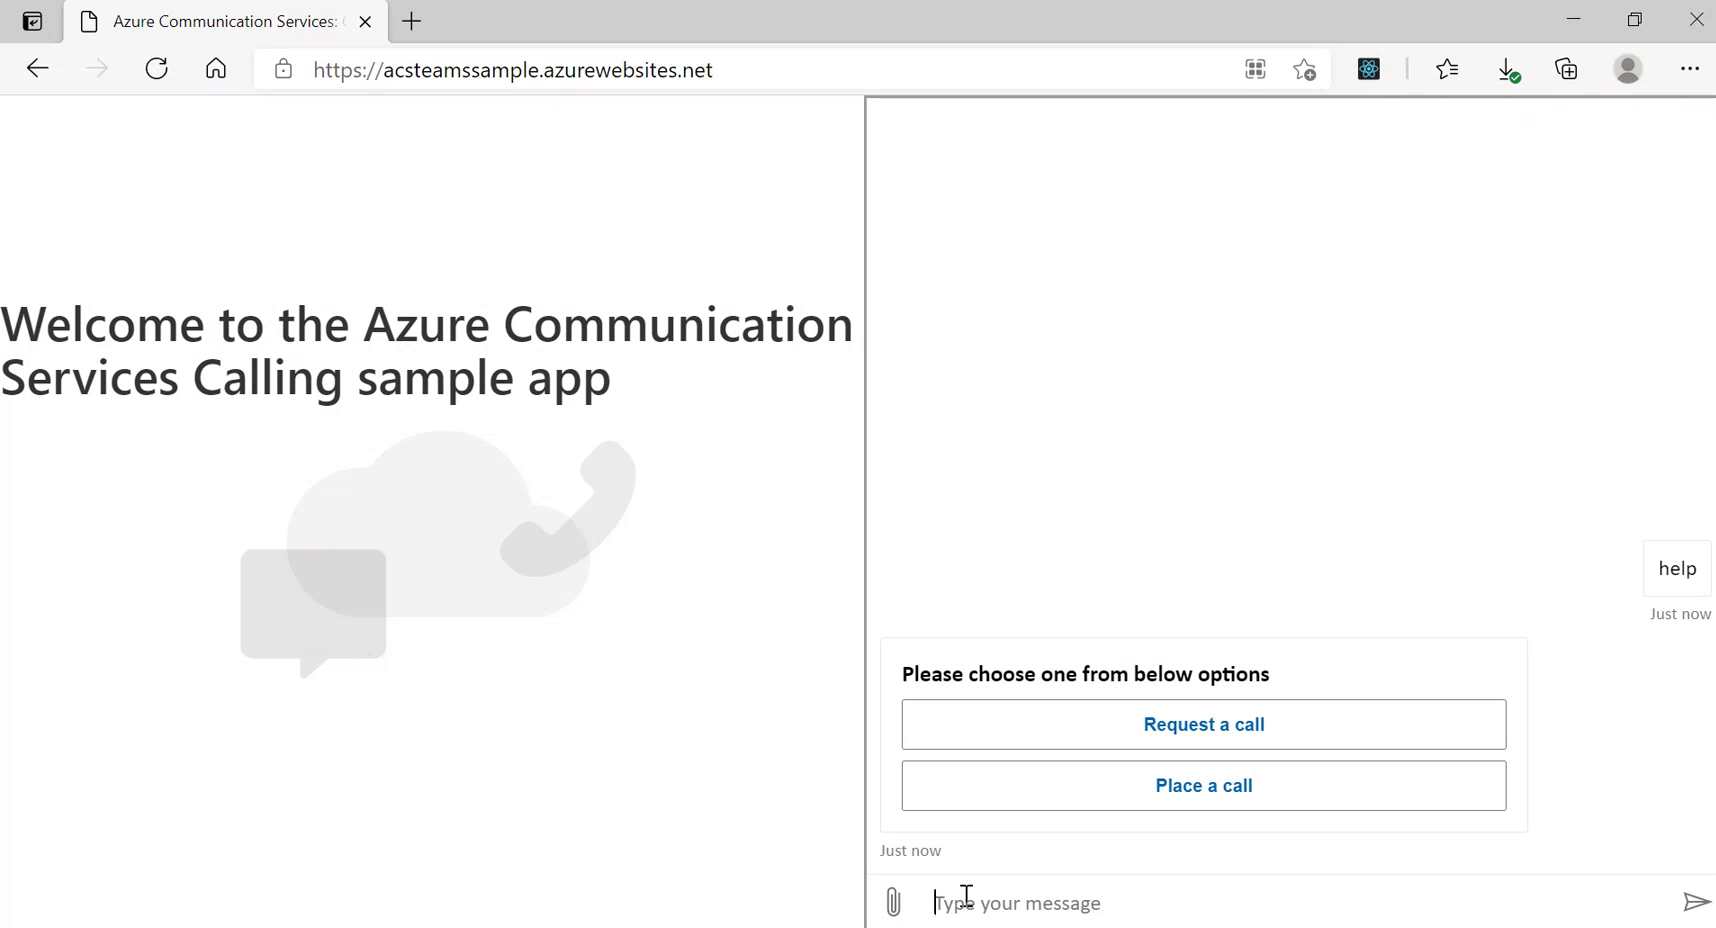 Azure Communication Services:
https://acsteamssample.azurewebsites.net
Welcome to the Azure Communication
Services Calling sample app
help
Just now
Please choose one from below options
Request a call
Place a call
Just now
Type your message